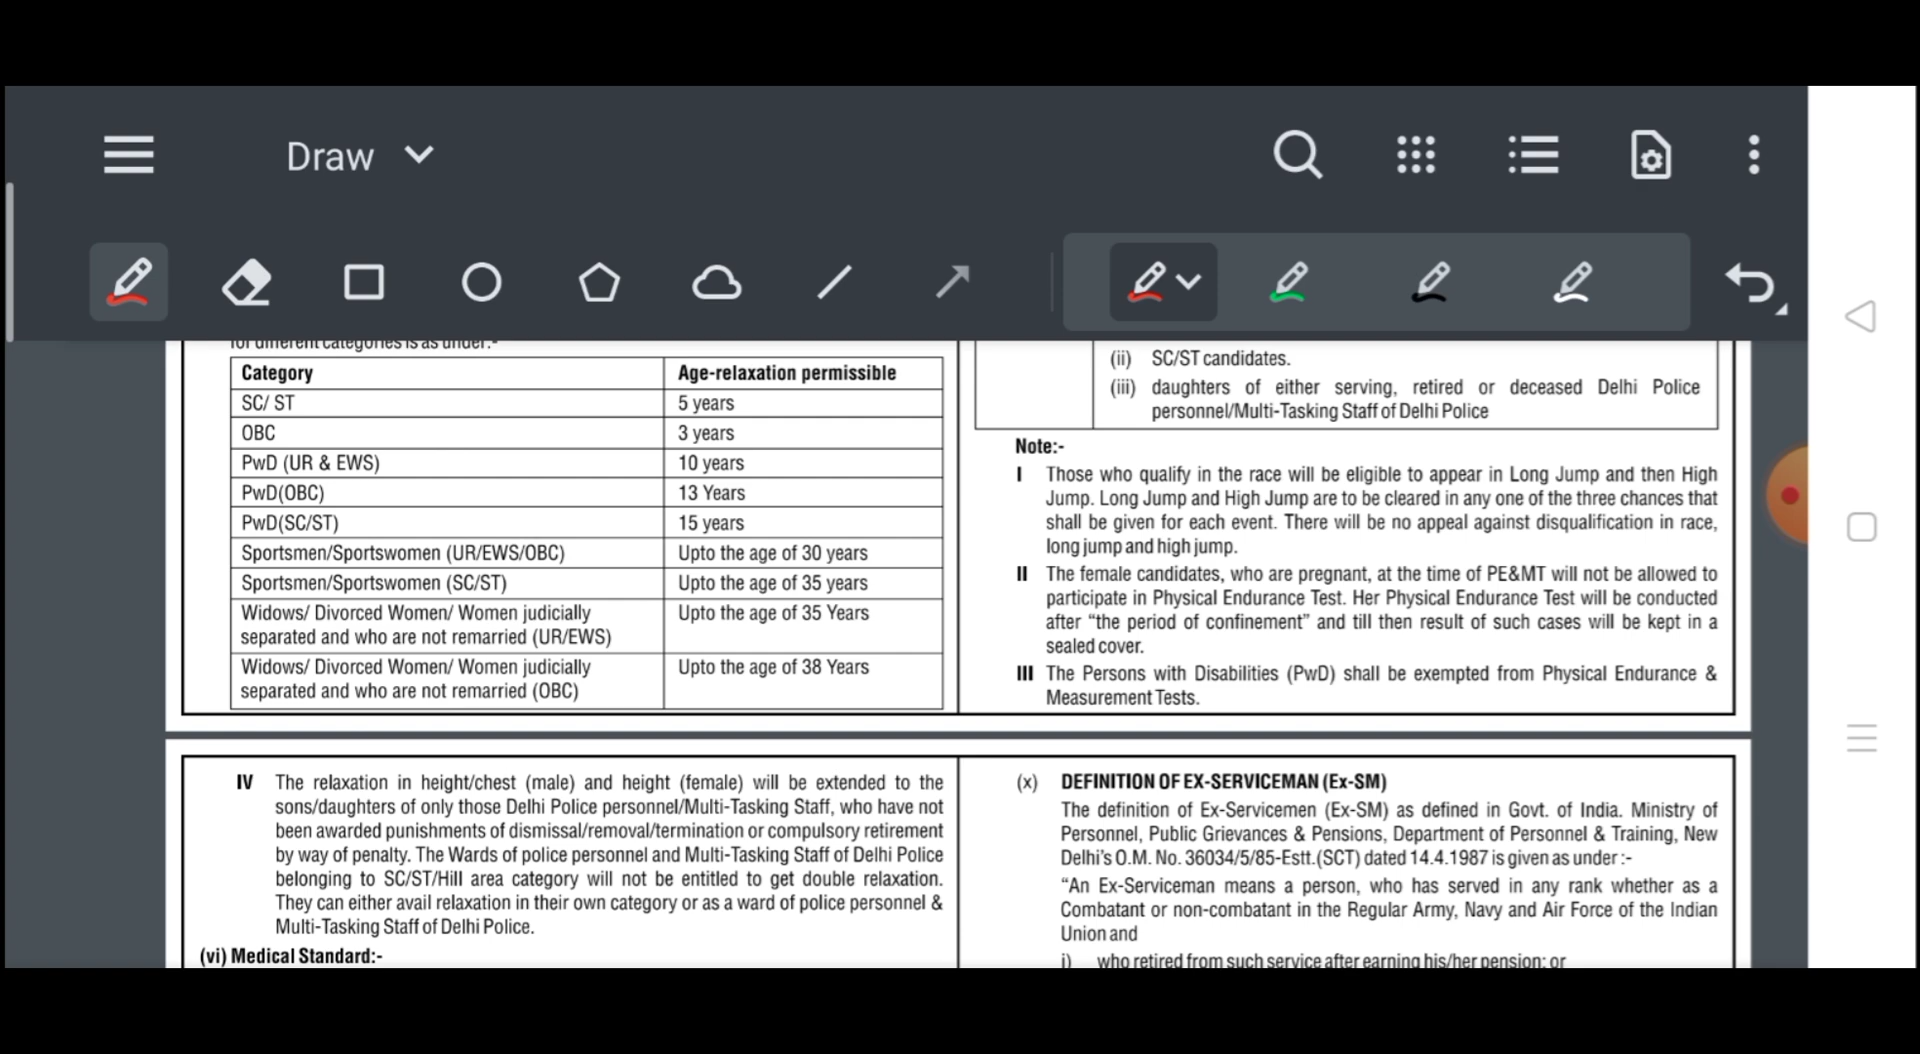 Draw
for different categories is as under:-
Category Age-relaxation permissible
SC/ ST 5 years
OBC 3 years
PwD (UR & EWS) 10 years
PwD(OBC) 13 Years
PwD(SC/ST) 15 years
Sportsmen/Sportswomen (UR/EWS/OBC) Upto the age of 30 years
Sportsmen/Sportswomen (SC/ST) Upto the age of 35 years
Widows/ Divorced Women/ Women judicially Upto the age of 35 Years
separated and who are not remarried (UR/EWS)
Widows/ Divorced Women/ Women judicially Upto the age of 38 Years
separated and who are not remarried (OBC)
(ii) SC/ST candidates.
(iii) daughters of either serving, retired or deceased Delhi Police
personnel/Multi-Tasking Staff of Delhi Police
Note:-
I Those who qualify in the race will be eligible to appear in Long Jump and then High
Jump. Long Jump and High Jump are to be cleared in any one of the three chances that
shall be given for each event. There will be no appeal against disqualification in race,
long jump and high jump.
II The female candidates, who are pregnant, at the time of PE&MT will not be allowed to
participate in Physical Endurance Test. Her Physical Endurance Test will be conducted
after “the period of confinement” and till then result of such cases will be kept in a
sealed cover.
III The Persons with Disabilities (PwD) shall be exempted from Physical Endurance &
Measurement Tests.
IV The relaxation in height/chest (male) and height (female) will be extended to the
sons/daughters of only those Delhi Police personnel/Multi-Tasking Staff, who have not
been awarded punishments of dismissal/removal/termination or compulsory retirement
by way of penalty. The Wards of police personnel and Multi-Tasking Staff of Delhi Police
belonging to SC/ST/Hill area category will not be entitled to get double relaxation.
They can either avail relaxation in their own category or as a ward of police personnel &
Multi-Tasking Staff of Delhi Police.
(vi) Medical Standard:-
(x) DEFINITION OF EX-SERVICEMAN (Ex-SM)
The definition of Ex-Servicemen (Ex-SM) as defined in Govt. of India. Ministry of
Personnel, Public Grievances & Pensions, Department of Personnel & Training, New
Delhi’s O.M. No. 36034/5/85-Estt.(SCT) dated 14.4.1987 is given as under :-
“An Ex-Serviceman means a person, who has served in any rank whether as a
Combatant or non-combatant in the Regular Army, Navy and Air Force of the Indian
Union and
i) who retired from such service after earning his/her pension; or